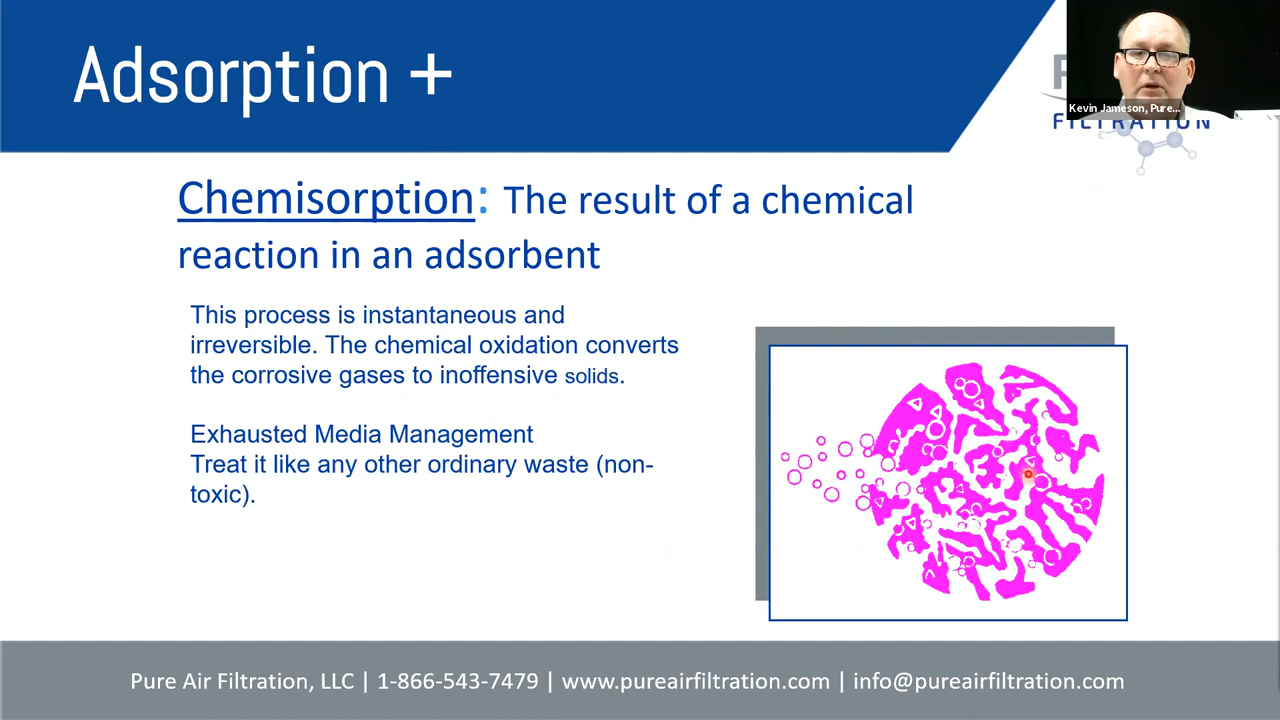 Adsorption +
Kevin Jameson, Pure...
FILTRATION
Chemisorption: The result of a chemical
reaction in an adsorbent
This process is instantaneous and
irreversible. The chemical oxidation converts
the corrosive gases to inoffensive solids.
Exhausted Media Management
Treat it like any other ordinary waste (non-
toxic).
Pure Air Filtration, LLC | 1-866-543-7479 | www.pureairfiltration.com | info@pureairfiltration.com